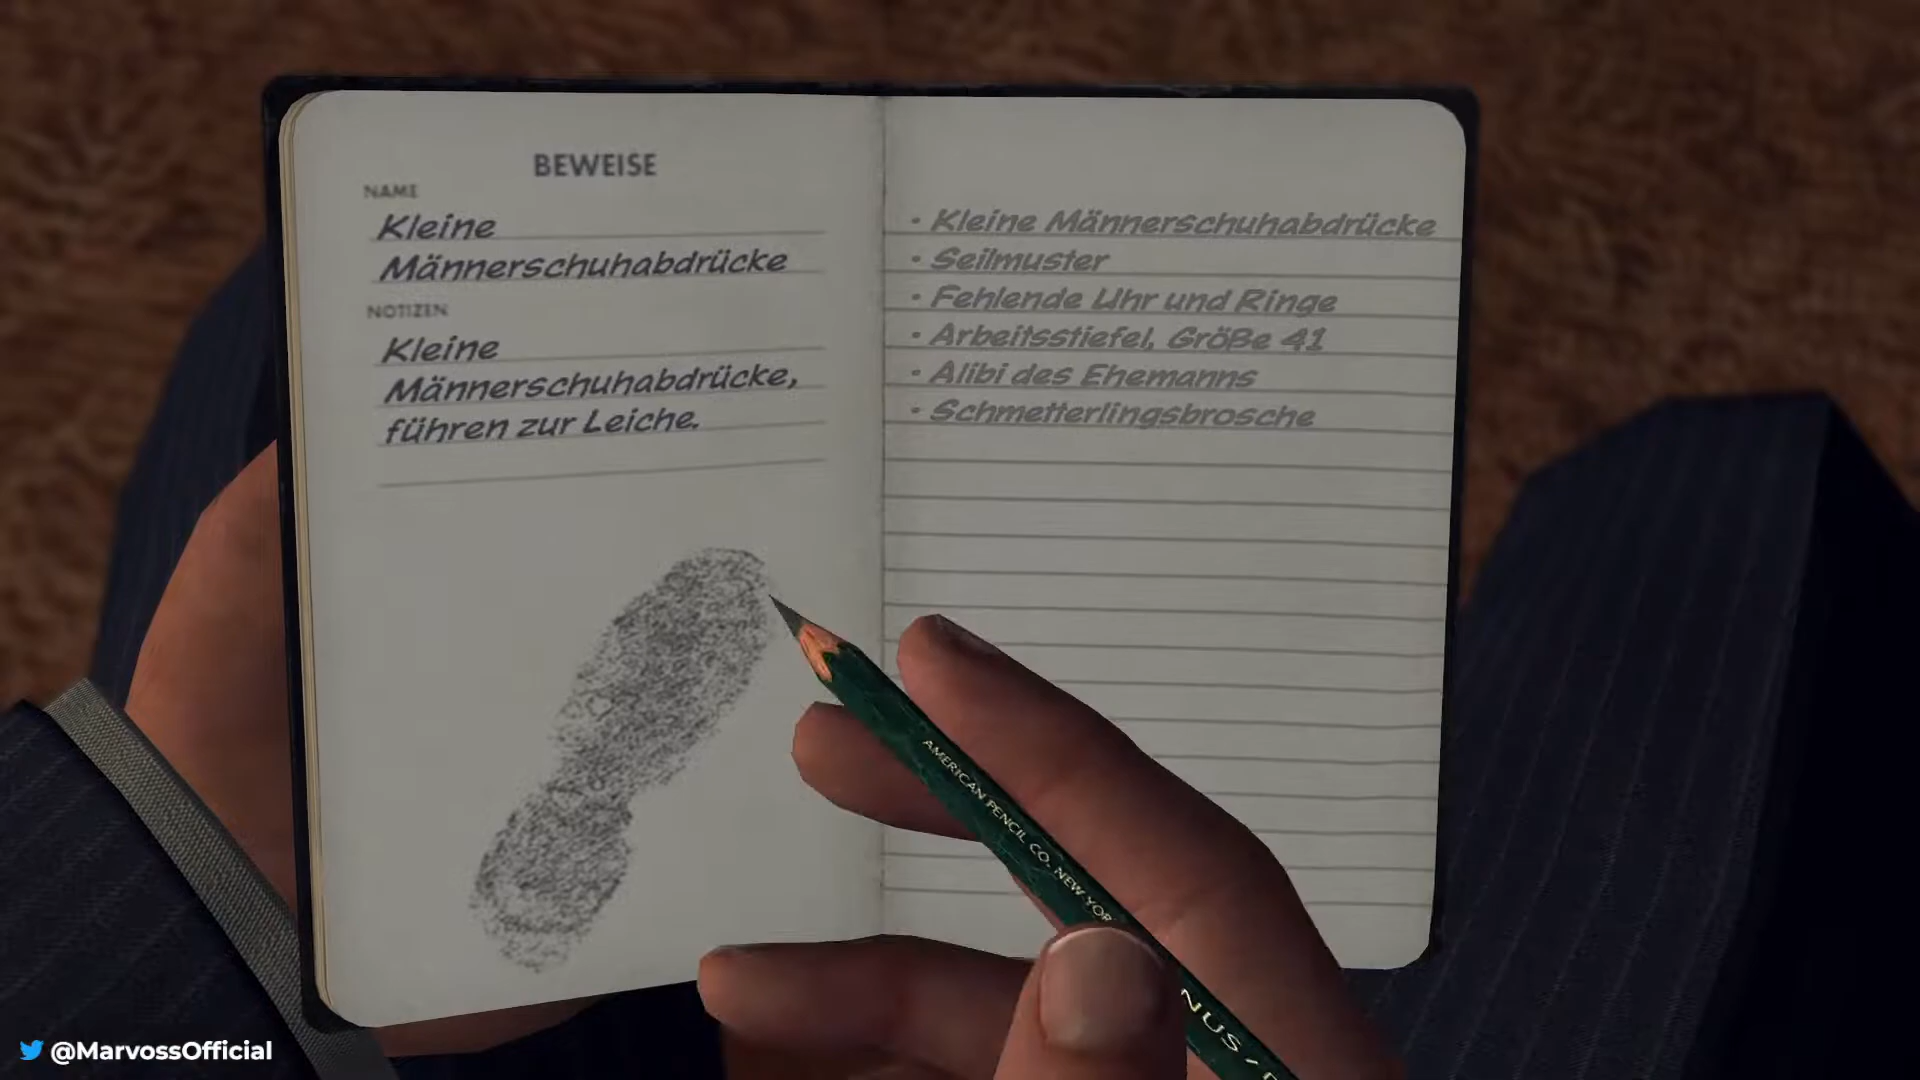 BEWEISE
NAME
Kleine
Männerschuhabdrücke
NOTIZEN
Kleine
Männerschuhabdrücke,
führen zur Leiche.
• Kleine Männerschuhabdrücke
• Seilmuster
• Fehlende Uhr und Ringe
• Arbeitsstiefel, Größe 41
• Alibi des Ehemanns
• Schmetterlingsbrosche
AMERICAN PENCIL CO. NEW YOR
NUS
@MarvossOfficial